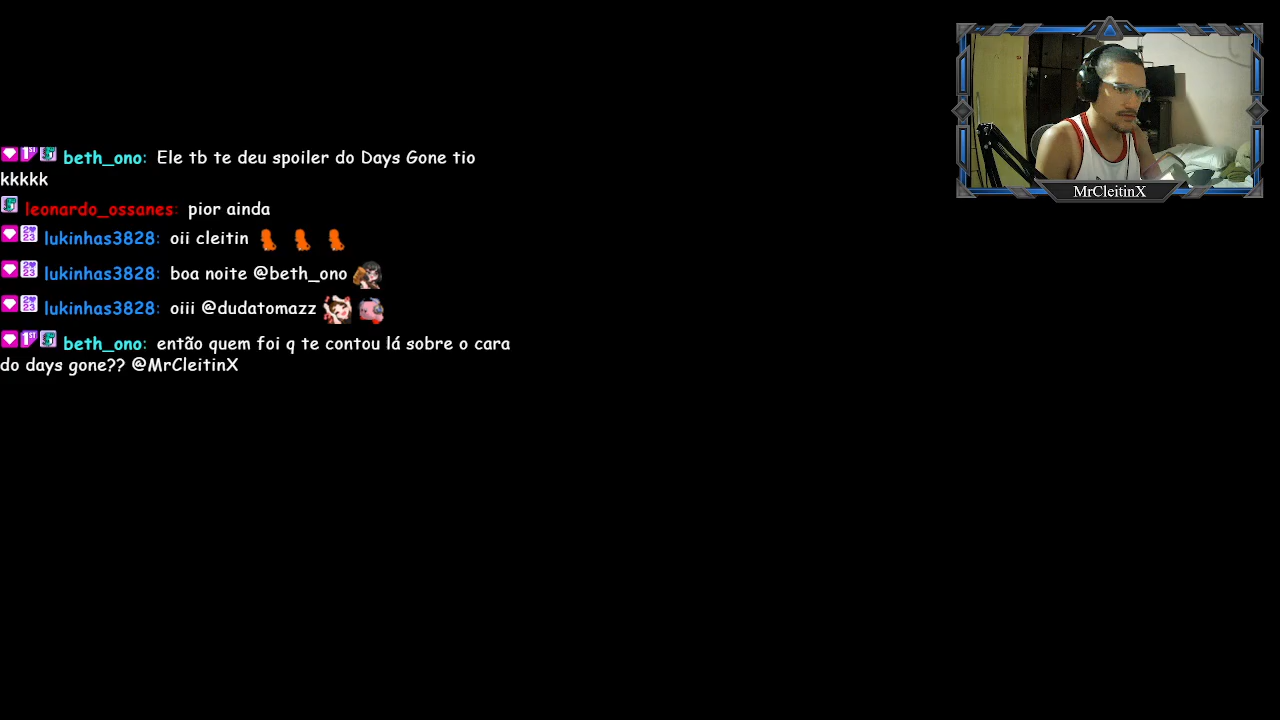 MrCleitinX
beth_ono: Ele tb te deu spoiler do Days Gone tio
kkkkk
leonardo_ossanes: pior ainda
lukinhas3828: oii cleitin
lukinhas3828: boa noite @beth_ono
lukinhas3828: oiii @dudatomazz
beth_ono: então quem foi q te contou lá sobre o cara
do days gone?? @MrCleitinX